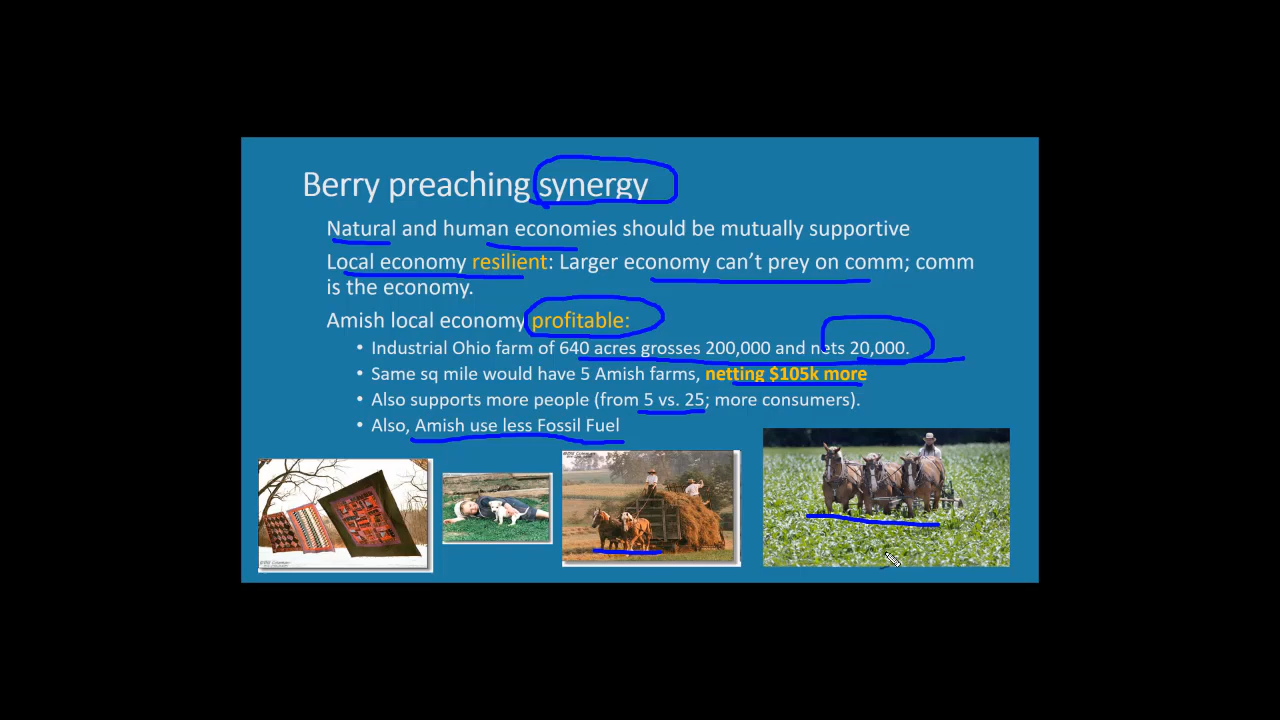 Berry preaching synergy
Natural and human economies should be mutually supportive
Local economy resilient: Larger economy can't prey on comm; comm
is the economy.
Amish local economy profitable:
• Industrial Ohio farm of 640 acres grosses 200,000 and nets 20,000.
• Same sq mile would have 5 Amish farms, netting $105k more
• Also supports more people (from 5 vs. 25; more consumers).
• Also, Amish use less Fossil Fuel